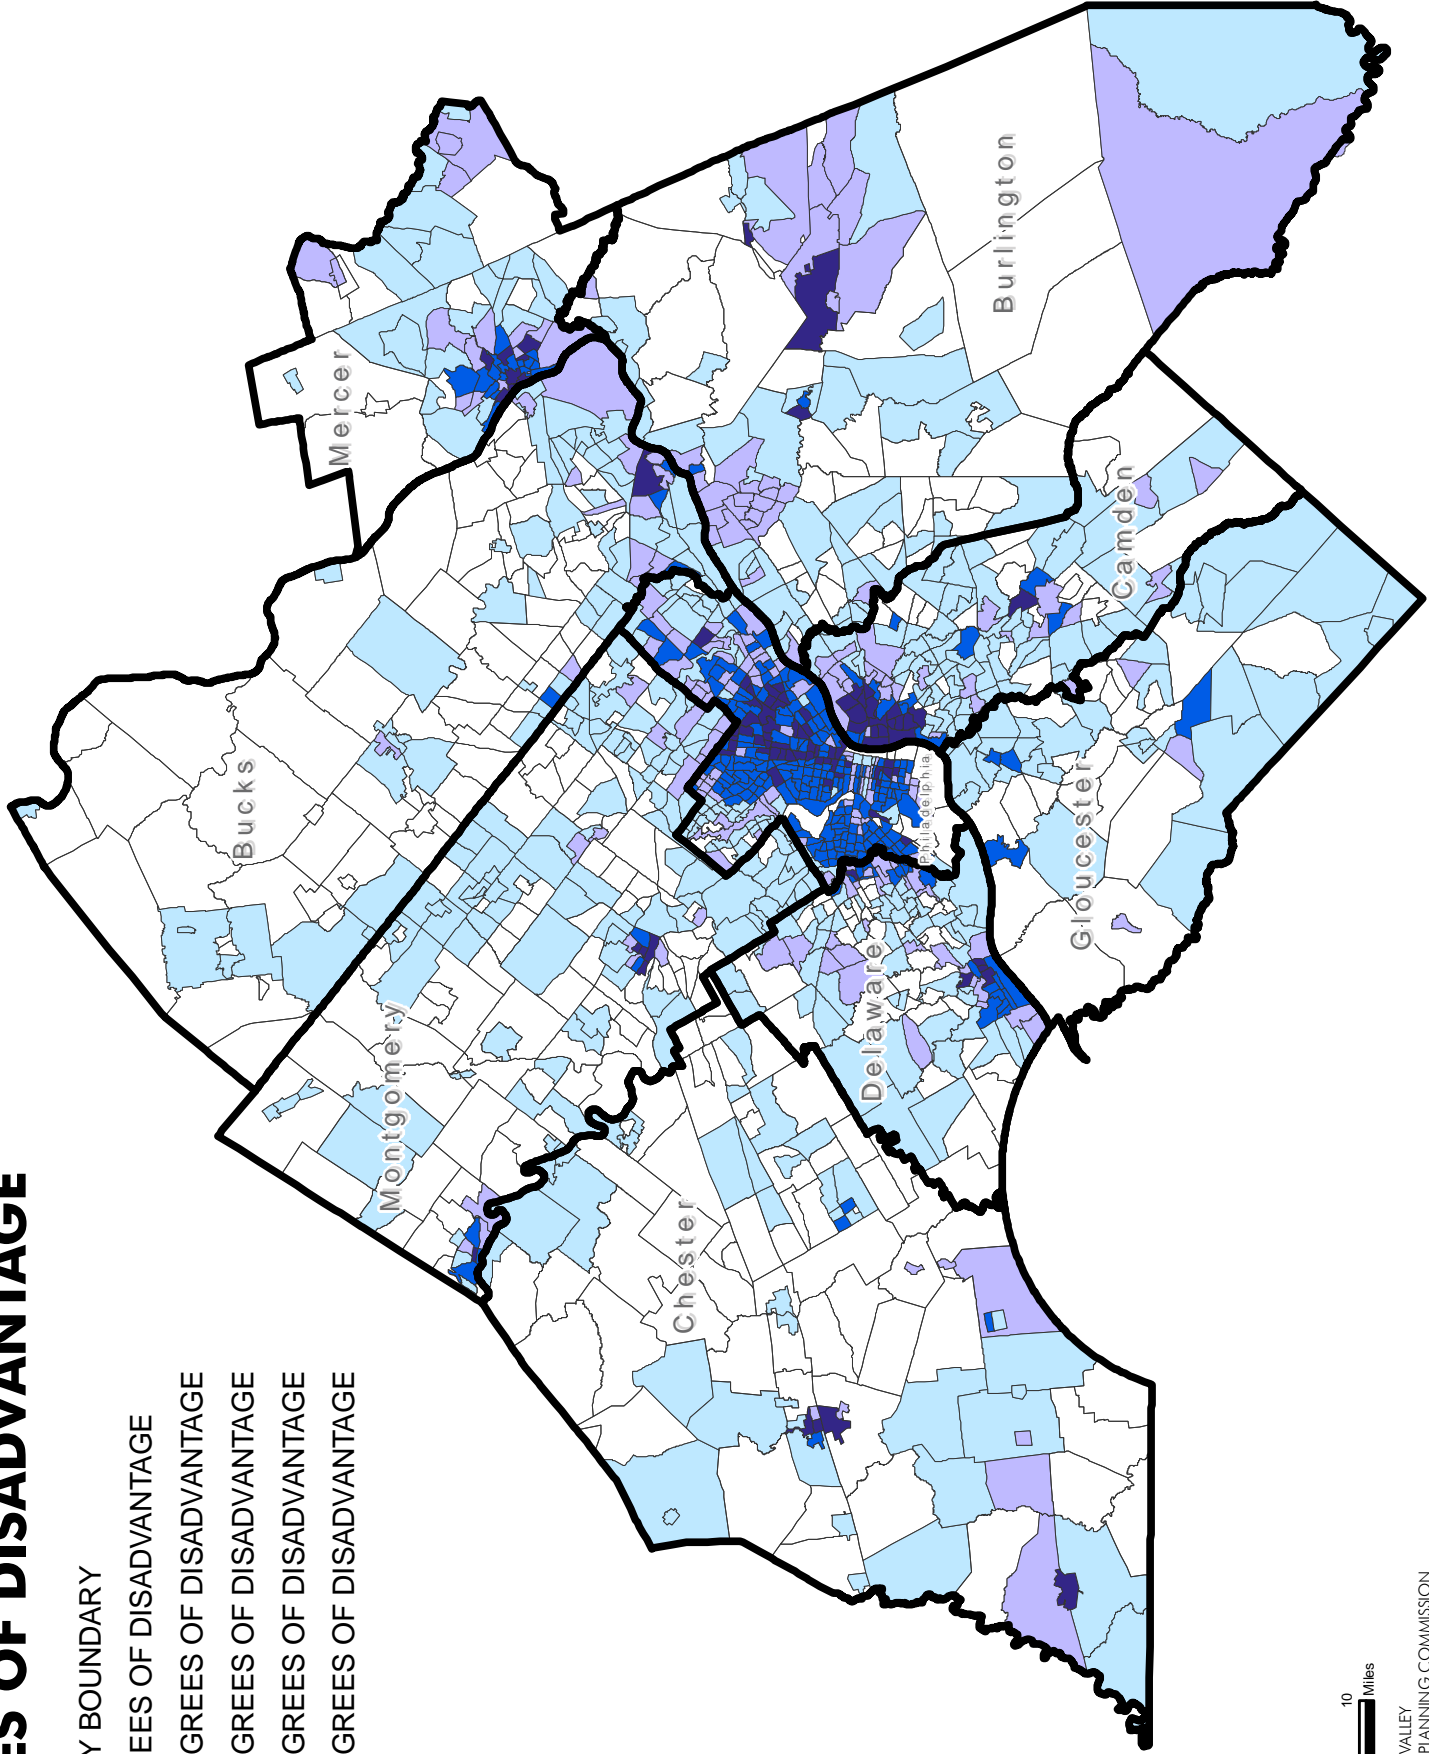 ES OF DISADVANTAGE
Y BOUNDARY
EES OF DISADVANTAGE
GREES OF DISADVANTAGE
GREES OF DISADVANTAGE
GREES OF DISADVANTAGE
GREES OF DISADVANTAGE
Bucks
Mercer
Montgomery
Burlington
Chester
Delaware
Philadelphia
Camden
Gloucester
10
Miles
VALLEY
PLANNING COMMISSION